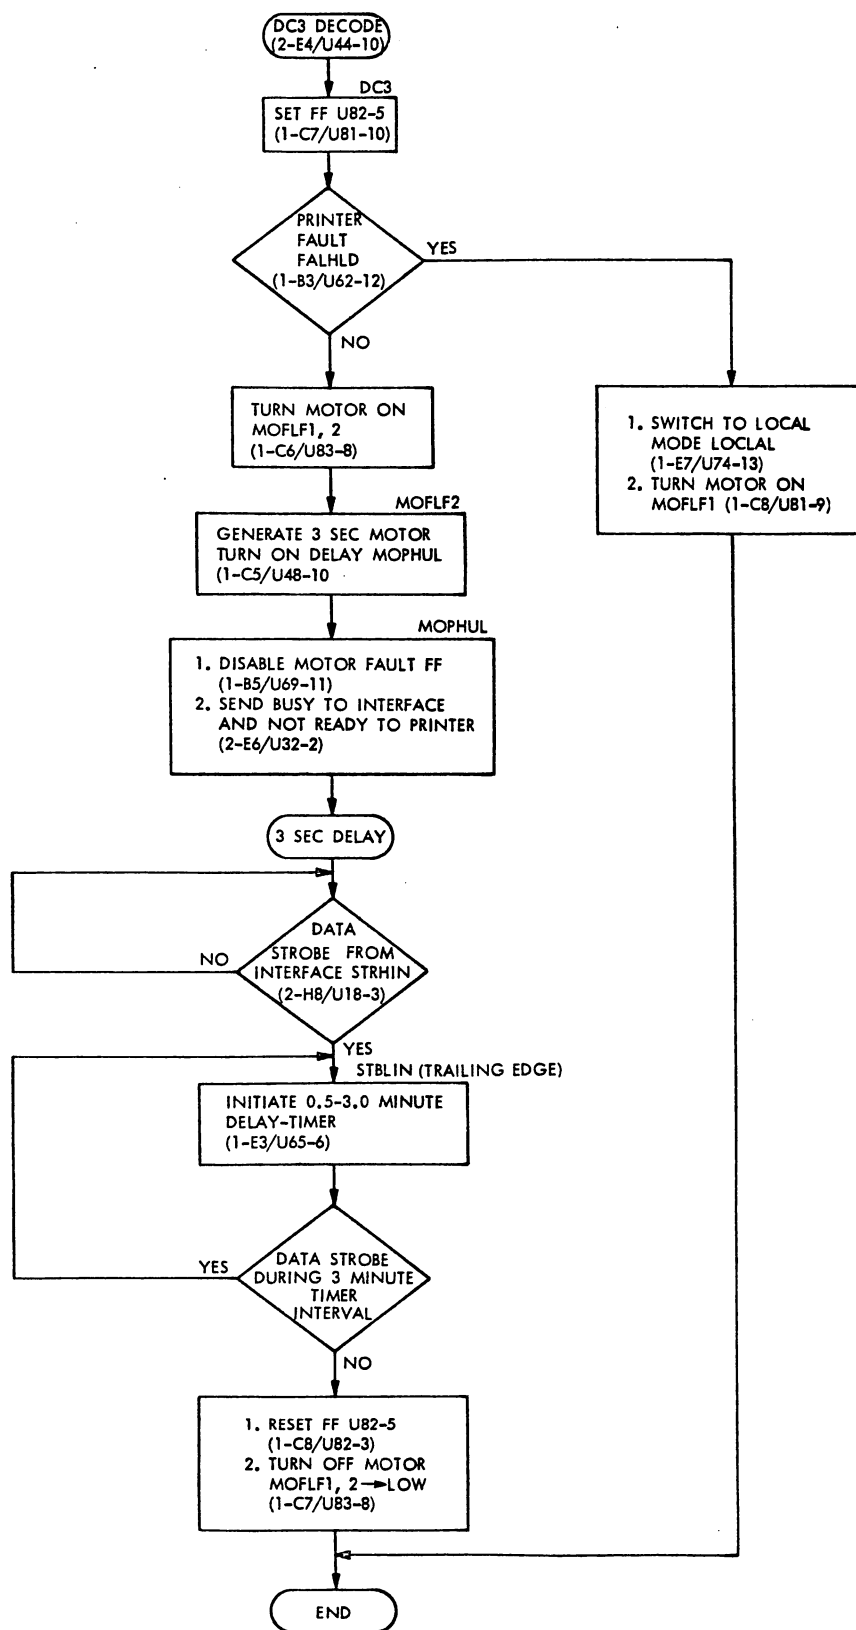 DC3 DECODE
(2-E4/U44-10)
DC3
SET FF U82-5
(1-C7/U81-10)
PRINTER
FAULT
FALHLD
(1-B3/U62-12)
YES
NO
TURN MOTOR ON
MOFLF1, 2
(1-C6/U83-8)
1. SWITCH TO LOCAL
MODE LOCLAL
(1-E7/U74-13)
2. TURN MOTOR ON
MOFLF1 (1-C8/U81-9)
MOFLF2
GENERATE 3 SEC MOTOR
TURN ON DELAY MOPHUL
(1-C5/U48-10
MOPHUL
1. DISABLE MOTOR FAULT FF
(1-B5/U69-11)
2. SEND BUSY TO INTERFACE
AND NOT READY TO PRINTER
(2-E6/U32-2)
3 SEC DELAY
DATA
STROBE FROM
INTERFACE STRHIN
(2-H8/U18-3)
NO
YES
STBLIN (TRAILING EDGE)
INITIATE 0.5-3.0 MINUTE
DELAY-TIMER
(1-E3/U65-6)
YES
DATA STROBE
DURING 3 MINUTE
TIMER
INTERVAL
NO
1. RESET FF U82-5
(1-C8/U82-3)
2. TURN OFF MOTOR
MOFLF1, 2→LOW
(1-C7/U83-8)
END